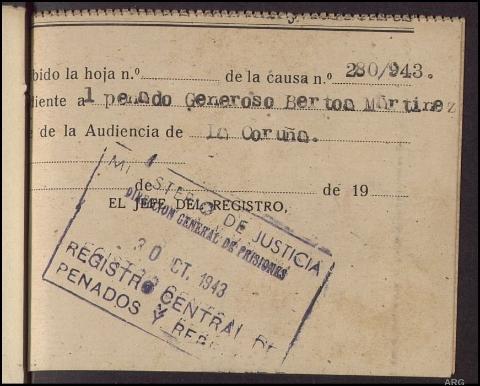 bido la hoja n.º de la causa n.º 280/943.
diente al penado Generoso Berton Martinez
de la Audiencia de La Coruña.
de de 19
EL JEFE DEL REGISTRO,
MINISTERIO DE JUSTICIA
DIRECCION GENERAL DE PRISIONES
30 OCT. 1943
REGISTRO CENTRAL DE
PENADOS Y
ARG